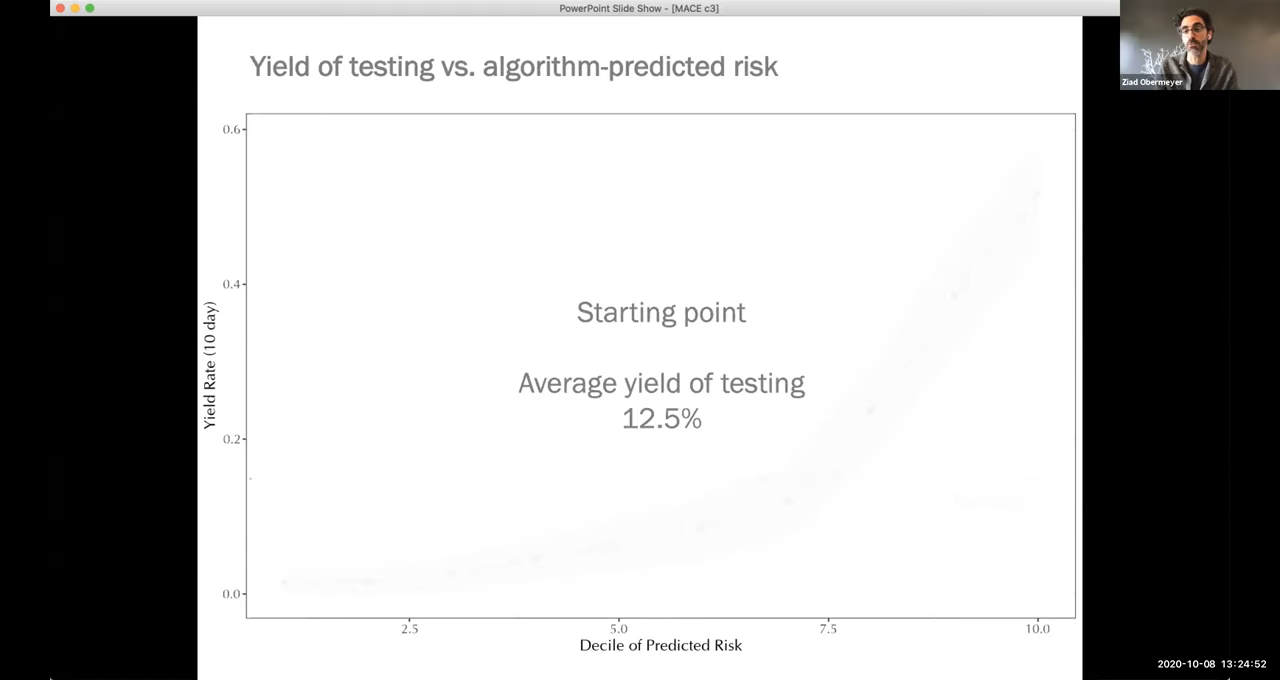 PowerPoint Slide Show - [MACE c3]
Yield of testing vs. algorithm-predicted risk
Ziad Obermeyer
0.6
0.4
0.2
0.0
Yield Rate (10 day)
Starting point
Average yield of testing
12.5%
2.5
5.0
7.5
10.0
Decile of Predicted Risk
2020-10-08 13:24:52